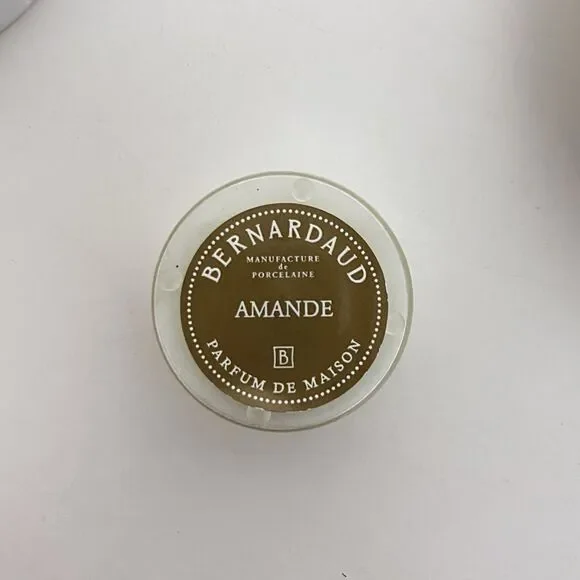 BERNARDAUD
MANUFACTURE
de
PORCELAINE
AMANDE
B
PARFUM DE MAISON